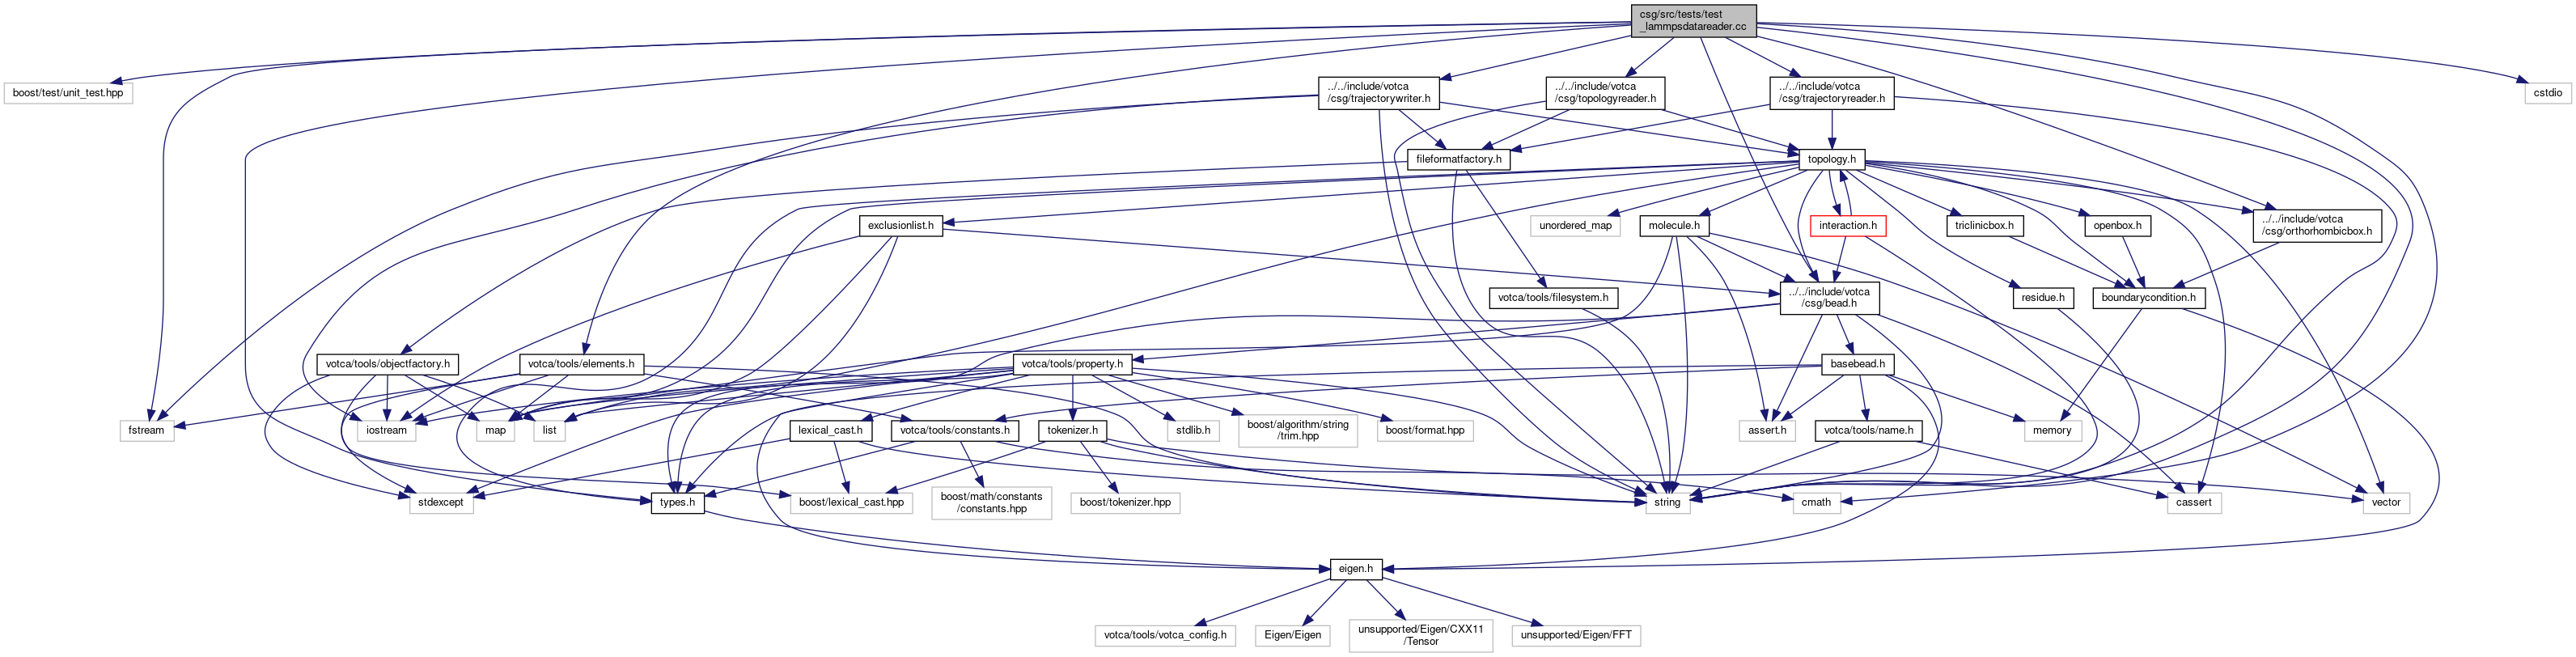 csg/src/tests/test
_lammpsdatareader.cc
boost/test/unit_test.hpp
../../include/votca
/csg/trajectorywriter.h
../../include/votca
/csg/topologyreader.h
../../include/votca
/csg/trajectoryreader.h
cstdio
fileformatfactory.h
topology.h
exclusionlist.h
unordered_map
molecule.h
interaction.h
triclinicbox.h
openbox.h
../../include/votca
/csg/orthorhombicbox.h
votca/tools/filesystem.h
../../include/votca
/csg/bead.h
residue.h
boundarycondition.h
votca/tools/objectfactory.h
votca/tools/elements.h
votca/tools/property.h
basebead.h
fstream
iostream
map
list
lexical_cast.h
votca/tools/constants.h
tokenizer.h
stdlib.h
boost/algorithm/string
/trim.hpp
boost/format.hpp
assert.h
votca/tools/name.h
memory
stdexcept
types.h
boost/lexical_cast.hpp
boost/math/constants
/constants.hpp
boost/tokenizer.hpp
string
cmath
cassert
vector
eigen.h
votca/tools/votca_config.h
Eigen/Eigen
unsupported/Eigen/CXX11
/Tensor
unsupported/Eigen/FFT